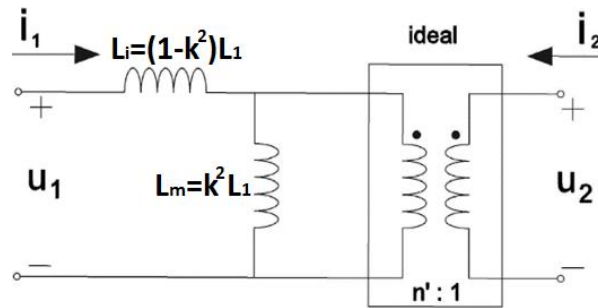 i₁
Lᵢ=(1-k²)L₁
ideal
i₂
+
+
u₁
Lₘ=k²L₁
u₂
−
−
n' : 1